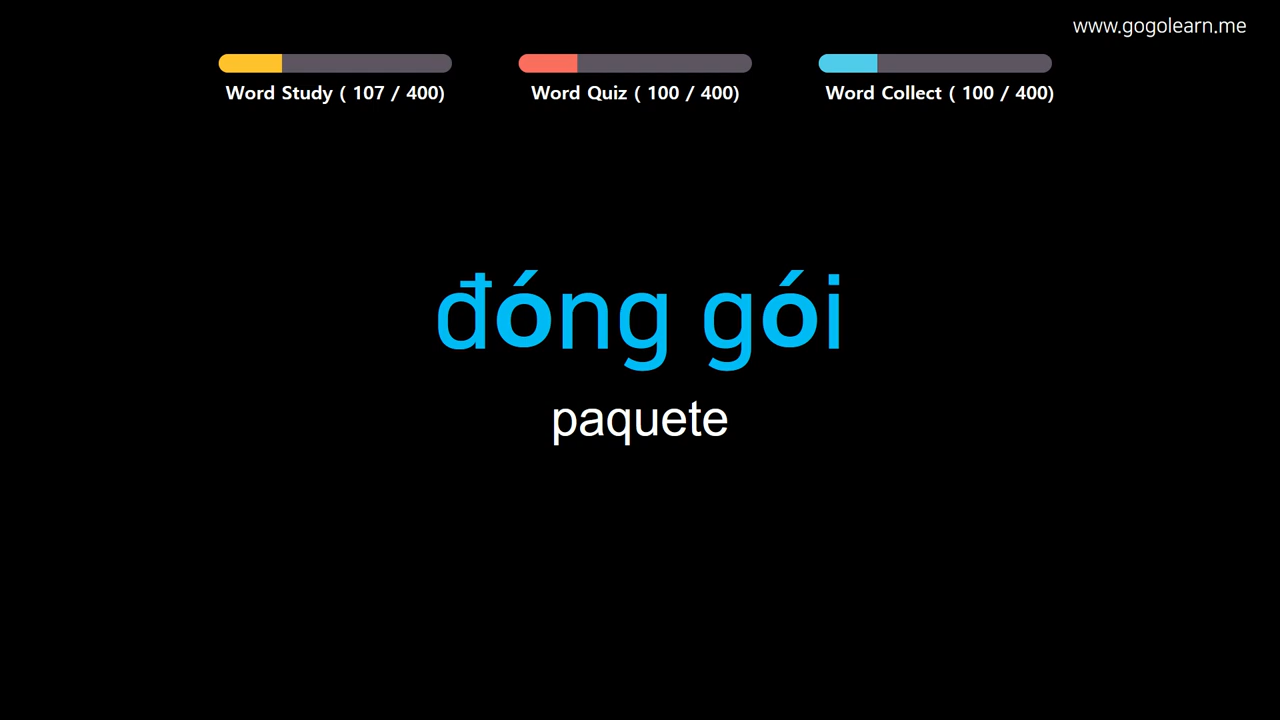 www.gogolearn.me
Word Study ( 107 / 400)
Word Quiz ( 100 / 400)
Word Collect ( 100 / 400)
đóng gói
paquete